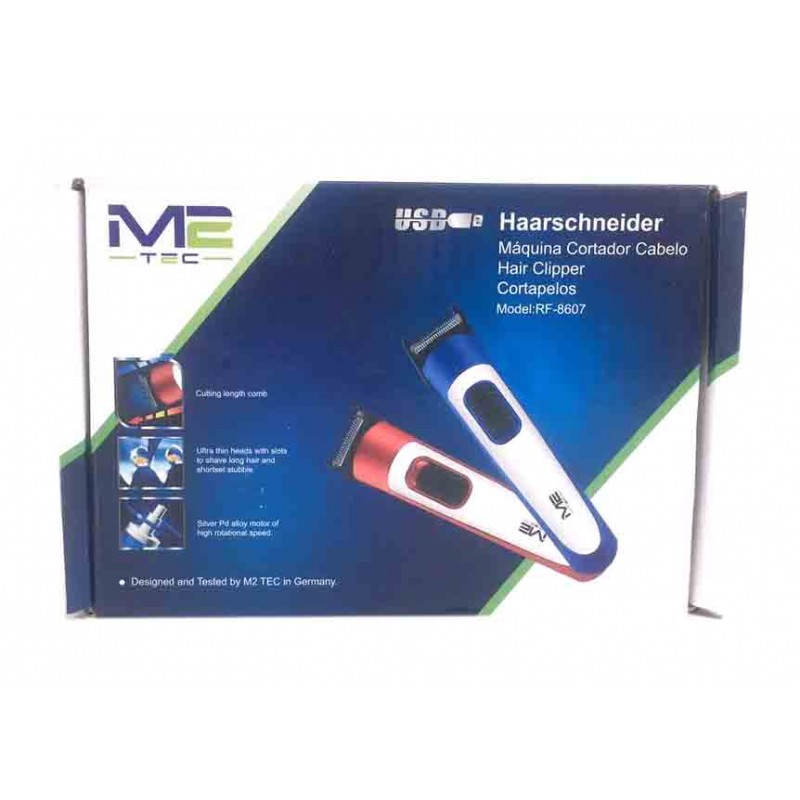 M2
TEC
USB
Haarschneider
Máquina Cortador Cabelo
Hair Clipper
Cortapelos
Model:RF-8607
Cutting length comb
Ultra thin heads with slots
to shave long hair and
shortset stubble.
Silver Pd alloy motor of
high rotational speed.
M2
M2
• Designed and Tested by M2 TEC in Germany.